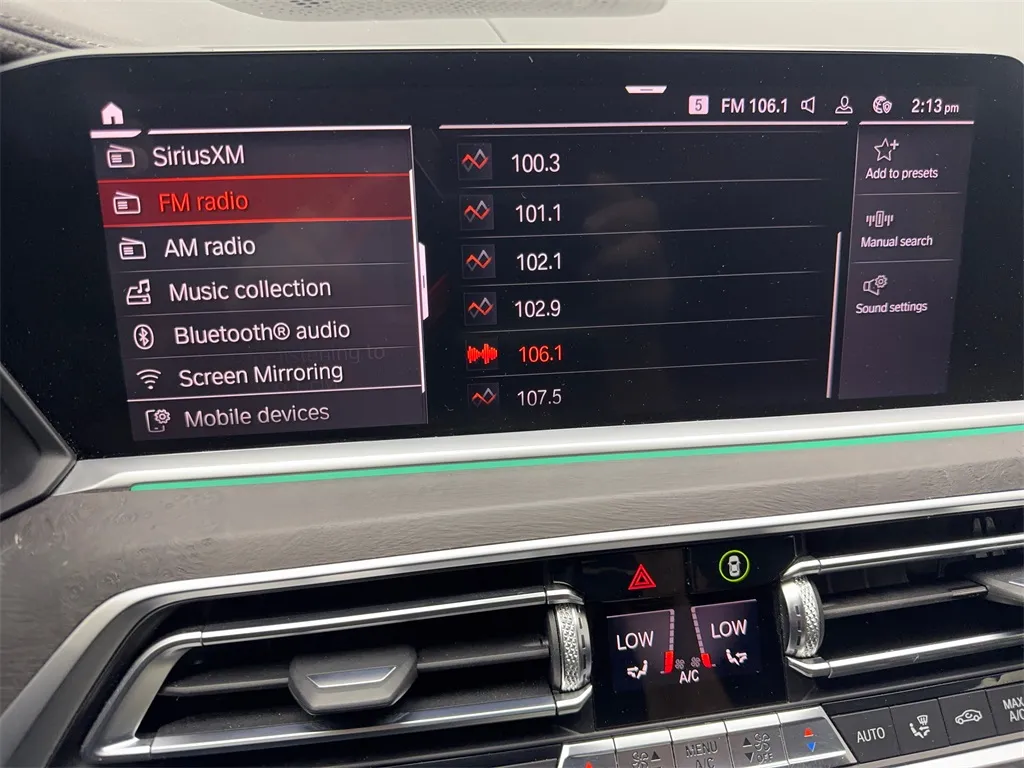 5 FM 106.1 2:13 pm
SiriusXM
FM radio
AM radio
Music collection
Bluetooth® audio
Screen Mirroring
Mobile devices
100.3
101.1
102.1
102.9
106.1
107.5
Add to presets
Manual search
Sound settings
LOW LOW
A/C
MENU
A/C
OFF
AUTO
MAX
A/C